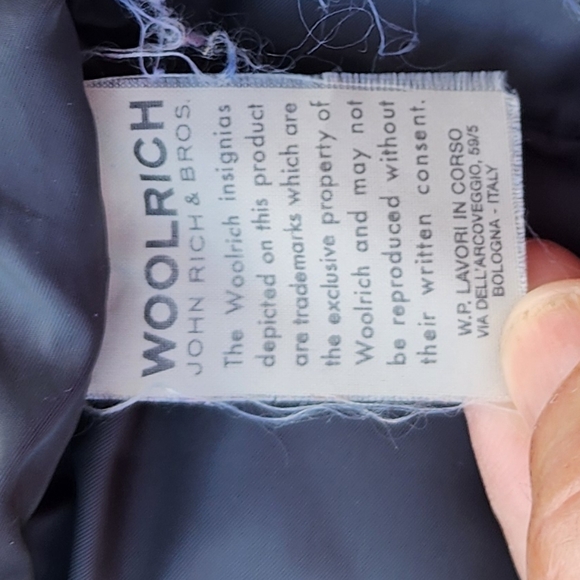 WOOLRICH
JOHN RICH & BROS.
The Woolrich insignias
depicted on this product
are trademarks which are
the exclusive property of
Woolrich and may not
be reproduced without
their written consent.
W.P. LAVORI IN CORSO
VIA DELL'ARCOVEGGIO, 59/5
BOLOGNA - ITALY